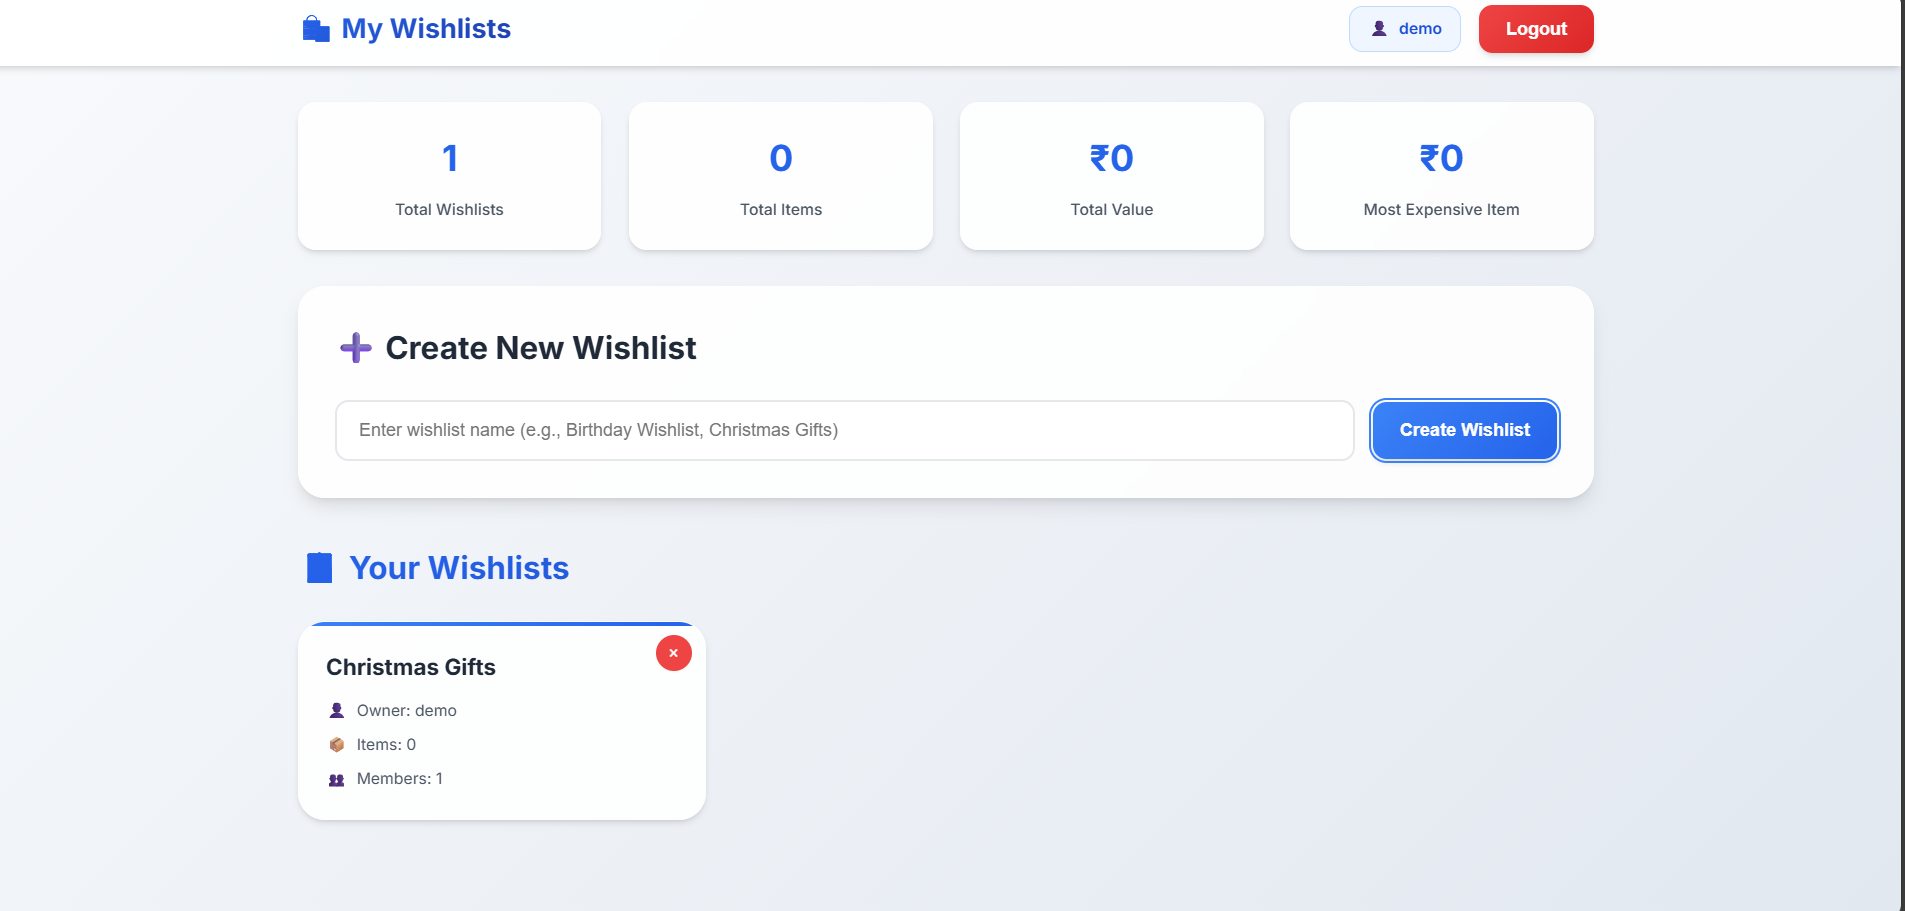 My Wishlists
demo
Logout
1
Total Wishlists
0
Total Items
₹0
Total Value
₹0
Most Expensive Item
Create New Wishlist
Enter wishlist name (e.g., Birthday Wishlist, Christmas Gifts)
Create Wishlist
Your Wishlists
Christmas Gifts
×
Owner: demo
Items: 0
Members: 1